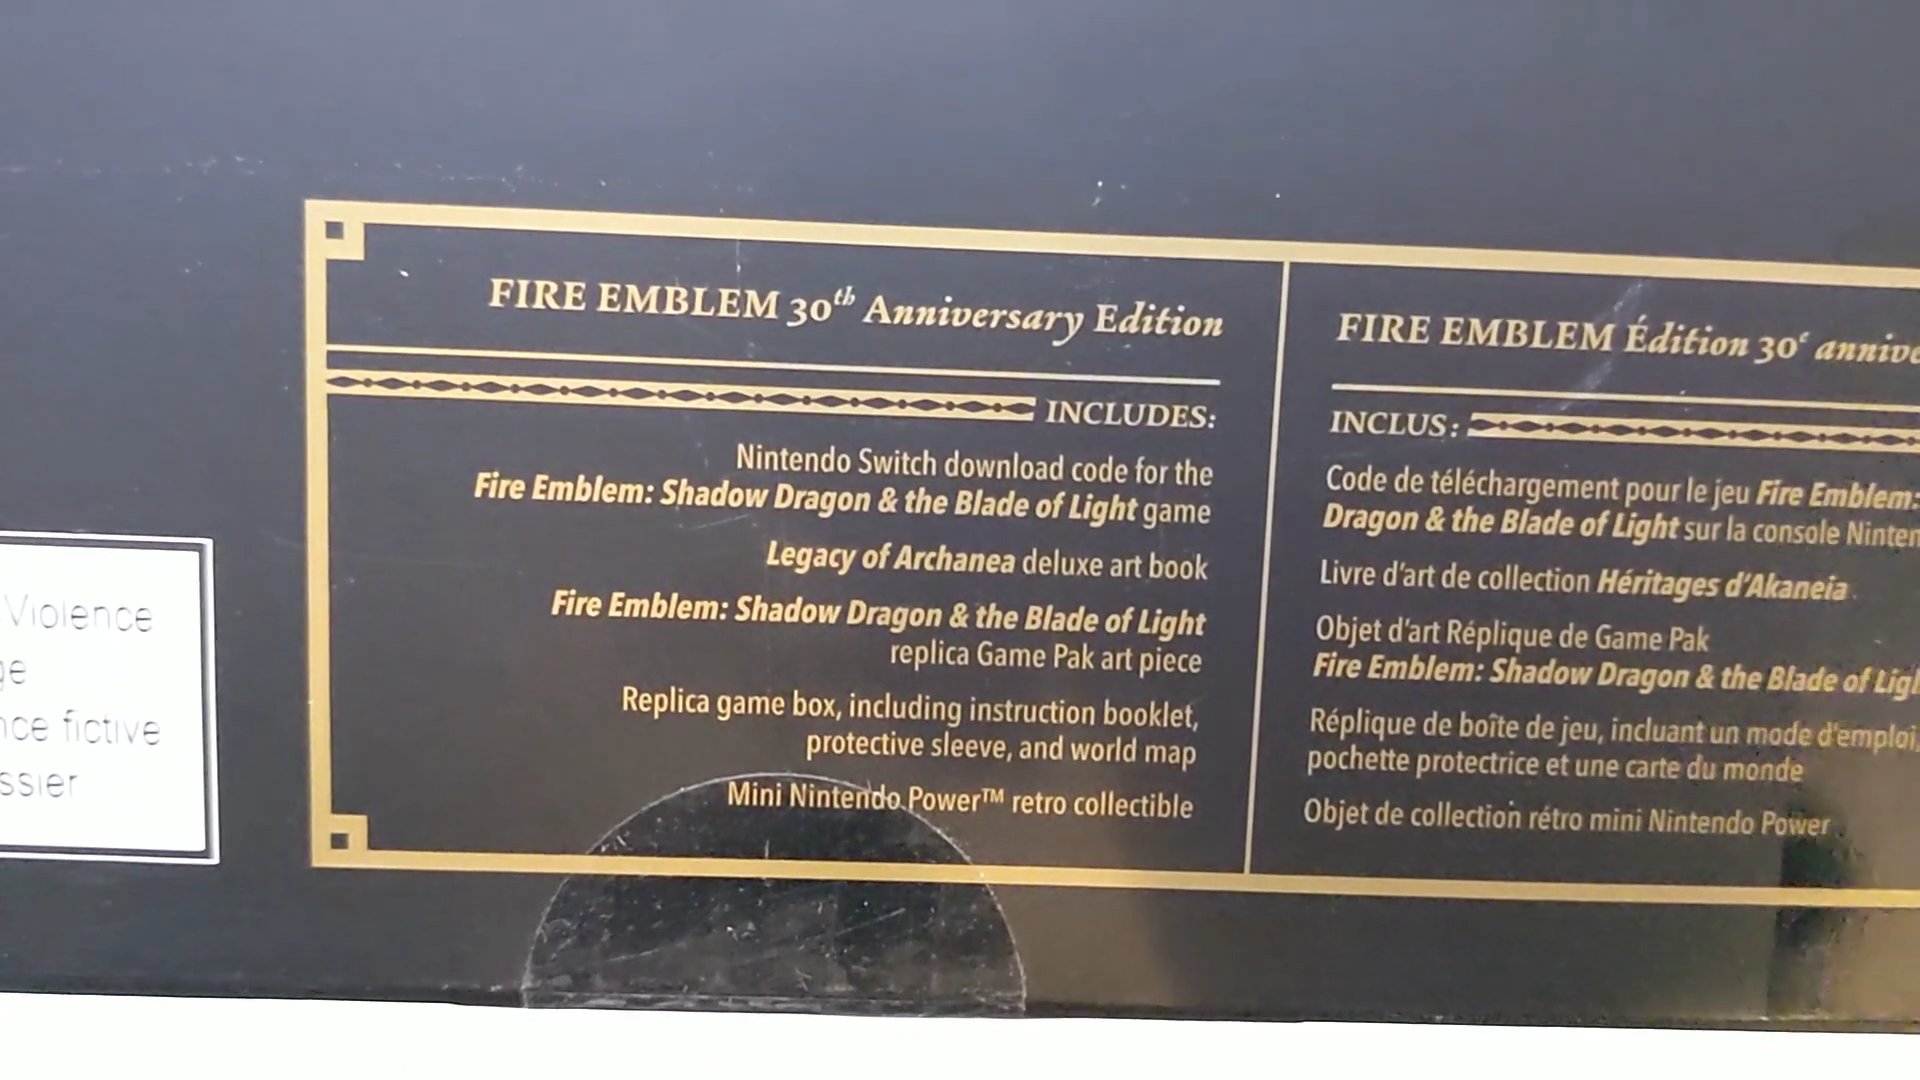 FIRE EMBLEM 30th Anniversary Edition
INCLUDES:
Nintendo Switch download code for the
Fire Emblem: Shadow Dragon & the Blade of Light game
Legacy of Archanea deluxe art book
Fire Emblem: Shadow Dragon & the Blade of Light
replica Game Pak art piece
Replica game box, including instruction booklet,
protective sleeve, and world map
Mini Nintendo Power™ retro collectible
FIRE EMBLEM Édition 30e annive
INCLUS:
Code de téléchargement pour le jeu Fire Emblem:
Dragon & the Blade of Light sur la console Ninten
Livre d'art de collection Héritages d'Akaneia
Objet d'art Réplique de Game Pak
Fire Emblem: Shadow Dragon & the Blade of Ligh
Réplique de boîte de jeu, incluant un mode d'emploi,
pochette protectrice et une carte du monde
Objet de collection rétro mini Nintendo Power
Violence
ge
nce fictive
ssier